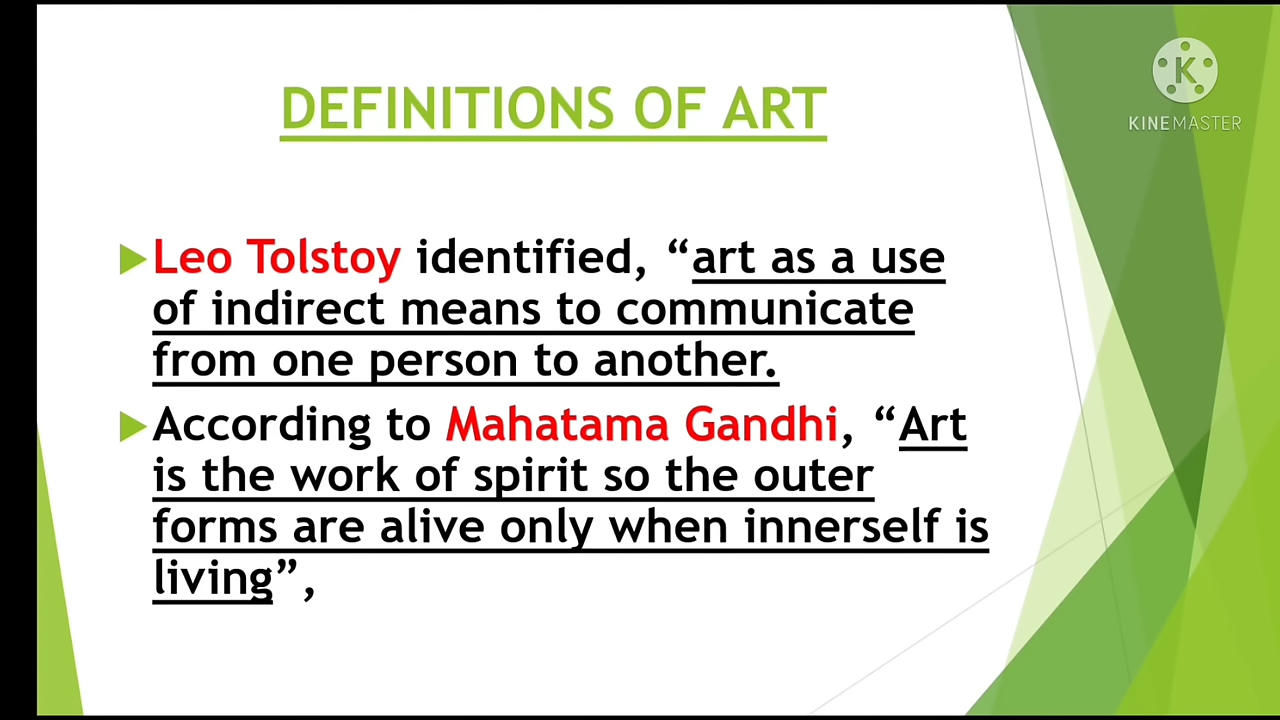 DEFINITIONS OF ART
KINEMASTER
Leo Tolstoy identified, “art as a use
of indirect means to communicate
from one person to another.
According to Mahatama Gandhi, “Art
is the work of spirit so the outer
forms are alive only when innerself is
living”,